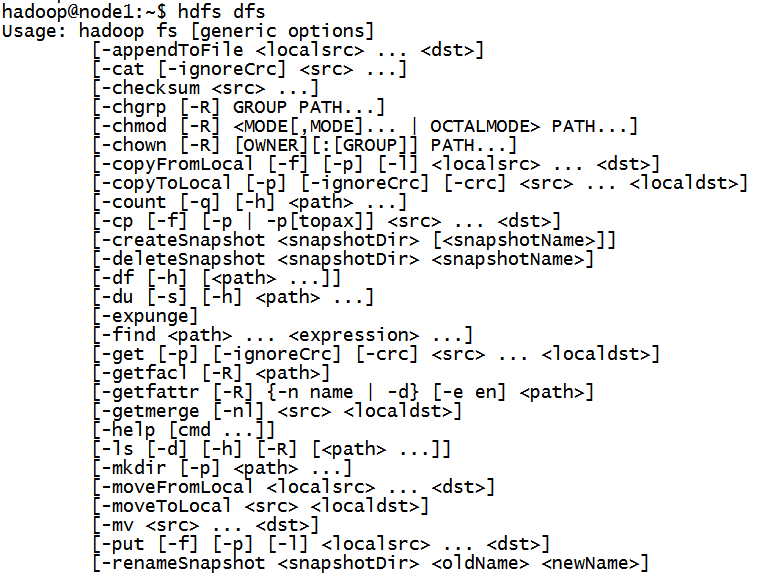 hadoop@node1:~$ hdfs dfs
Usage: hadoop fs [generic options]
[-appendToFile <localsrc> ... <dst>]
[-cat [-ignoreCrc] <src> ...]
[-checksum <src> ...]
[-chgrp [-R] GROUP PATH...]
[-chmod [-R] <MODE[,MODE]... | OCTALMODE> PATH...]
[-chown [-R] [OWNER][:[GROUP]] PATH...]
[-copyFromLocal [-f] [-p] [-l] <localsrc> ... <dst>]
[-copyToLocal [-p] [-ignoreCrc] [-crc] <src> ... <localdst>]
[-count [-q] [-h] <path> ...]
[-cp [-f] [-p | -p[topax]] <src> ... <dst>]
[-createSnapshot <snapshotDir> [<snapshotName>]]
[-deleteSnapshot <snapshotDir> <snapshotName>]
[-df [-h] [<path> ...]]
[-du [-s] [-h] <path> ...]
[-expunge]
[-find <path> ... <expression> ...]
[-get [-p] [-ignoreCrc] [-crc] <src> ... <localdst>]
[-getfacl [-R] <path>]
[-getfattr [-R] {-n name | -d} [-e en] <path>]
[-getmerge [-nl] <src> <localdst>]
[-help [cmd ...]]
[-ls [-d] [-h] [-R] [<path> ...]]
[-mkdir [-p] <path> ...]
[-moveFromLocal <localsrc> ... <dst>]
[-moveToLocal <src> <localdst>]
[-mv <src> ... <dst>]
[-put [-f] [-p] [-l] <localsrc> ... <dst>]
[-renameSnapshot <snapshotDir> <oldName> <newName>]